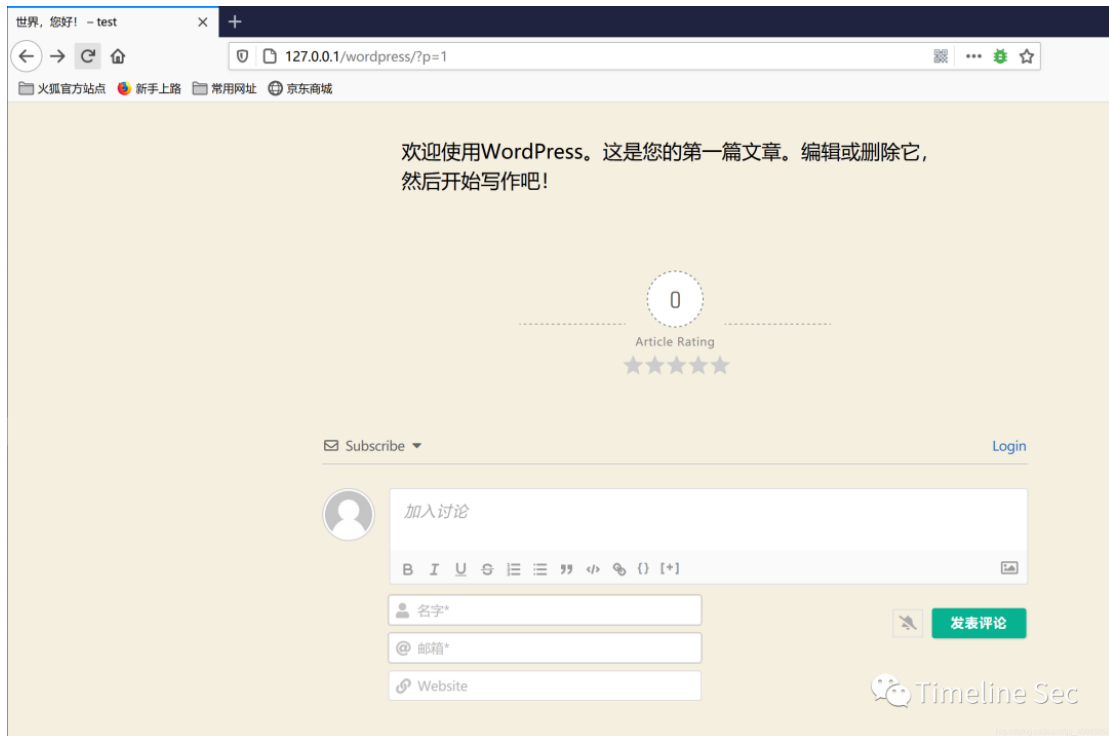 世界，您好！ – test
127.0.0.1/wordpress/?p=1
火狐官方站点 新手上路 常用网址 京东商城
欢迎使用WordPress。这是您的第一篇文章。编辑或删除它，
然后开始写作吧！
0
Article Rating
Subscribe Login
加入讨论
B I U S {} [+]
名字*
发表评论
@ 邮箱*
Website
Timeline Sec